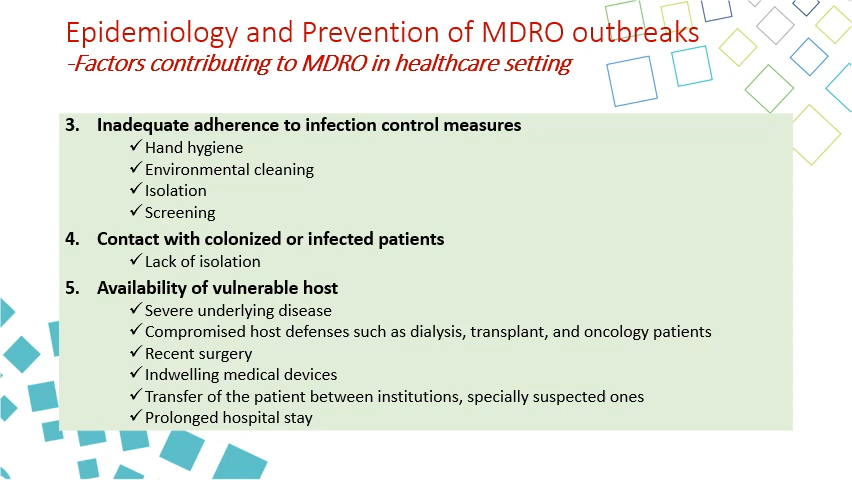 Epidemiology and Prevention of MDRO outbreaks
-Factors contributing to MDRO in healthcare setting
3. Inadequate adherence to infection control measures
✓ Hand hygiene
✓ Environmental cleaning
✓ Isolation
✓ Screening
4. Contact with colonized or infected patients
✓ Lack of isolation
5. Availability of vulnerable host
✓ Severe underlying disease
✓ Compromised host defenses such as dialysis, transplant, and oncology patients
✓ Recent surgery
✓ Indwelling medical devices
✓ Transfer of the patient between institutions, specially suspected ones
✓ Prolonged hospital stay